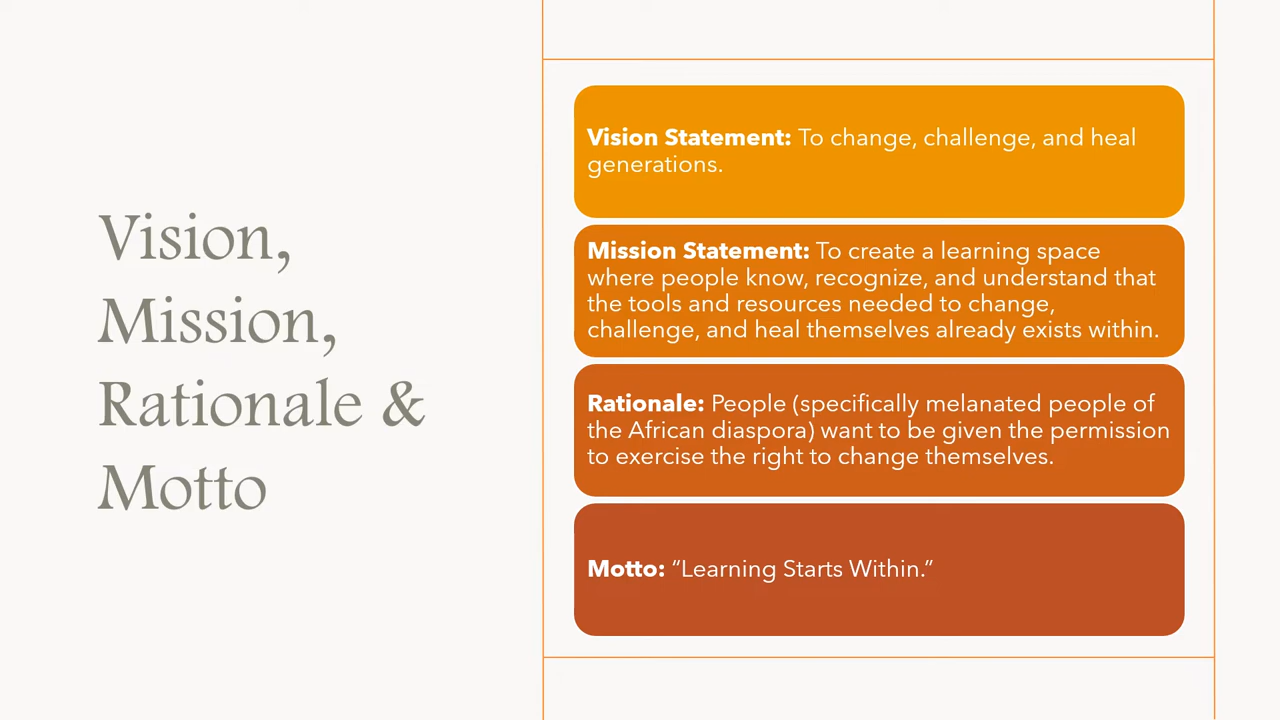 Vision,
Mission,
Rationale &
Motto
Vision Statement: To change, challenge, and heal
generations.
Mission Statement: To create a learning space
where people know, recognize, and understand that
the tools and resources needed to change,
challenge, and heal themselves already exists within.
Rationale: People (specifically melanated people of
the African diaspora) want to be given the permission
to exercise the right to change themselves.
Motto: “Learning Starts Within.”